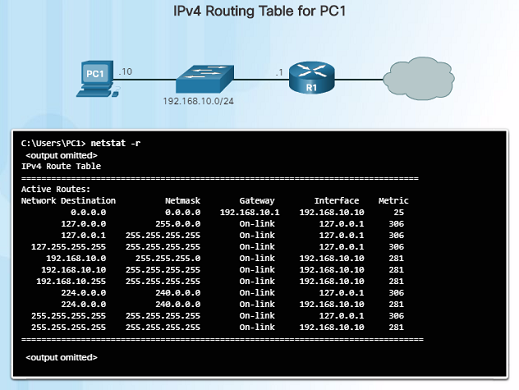 IPv4 Routing Table for PC1
PC1
.10
.1
R1
192.168.10.0/24
C:\Users\PC1> netstat -r
<output omitted>
IPv4 Route Table
===========================================================================
Active Routes:
Network Destination Netmask Gateway Interface Metric
0.0.0.0 0.0.0.0 192.168.10.1 192.168.10.10 25
127.0.0.0 255.0.0.0 On-link 127.0.0.1 306
127.0.0.1 255.255.255.255 On-link 127.0.0.1 306
127.255.255.255 255.255.255.255 On-link 127.0.0.1 306
192.168.10.0 255.255.255.0 On-link 192.168.10.10 281
192.168.10.10 255.255.255.255 On-link 192.168.10.10 281
192.168.10.255 255.255.255.255 On-link 192.168.10.10 281
224.0.0.0 240.0.0.0 On-link 127.0.0.1 306
224.0.0.0 240.0.0.0 On-link 192.168.10.10 281
255.255.255.255 255.255.255.255 On-link 127.0.0.1 306
255.255.255.255 255.255.255.255 On-link 192.168.10.10 281
===========================================================================
<output omitted>